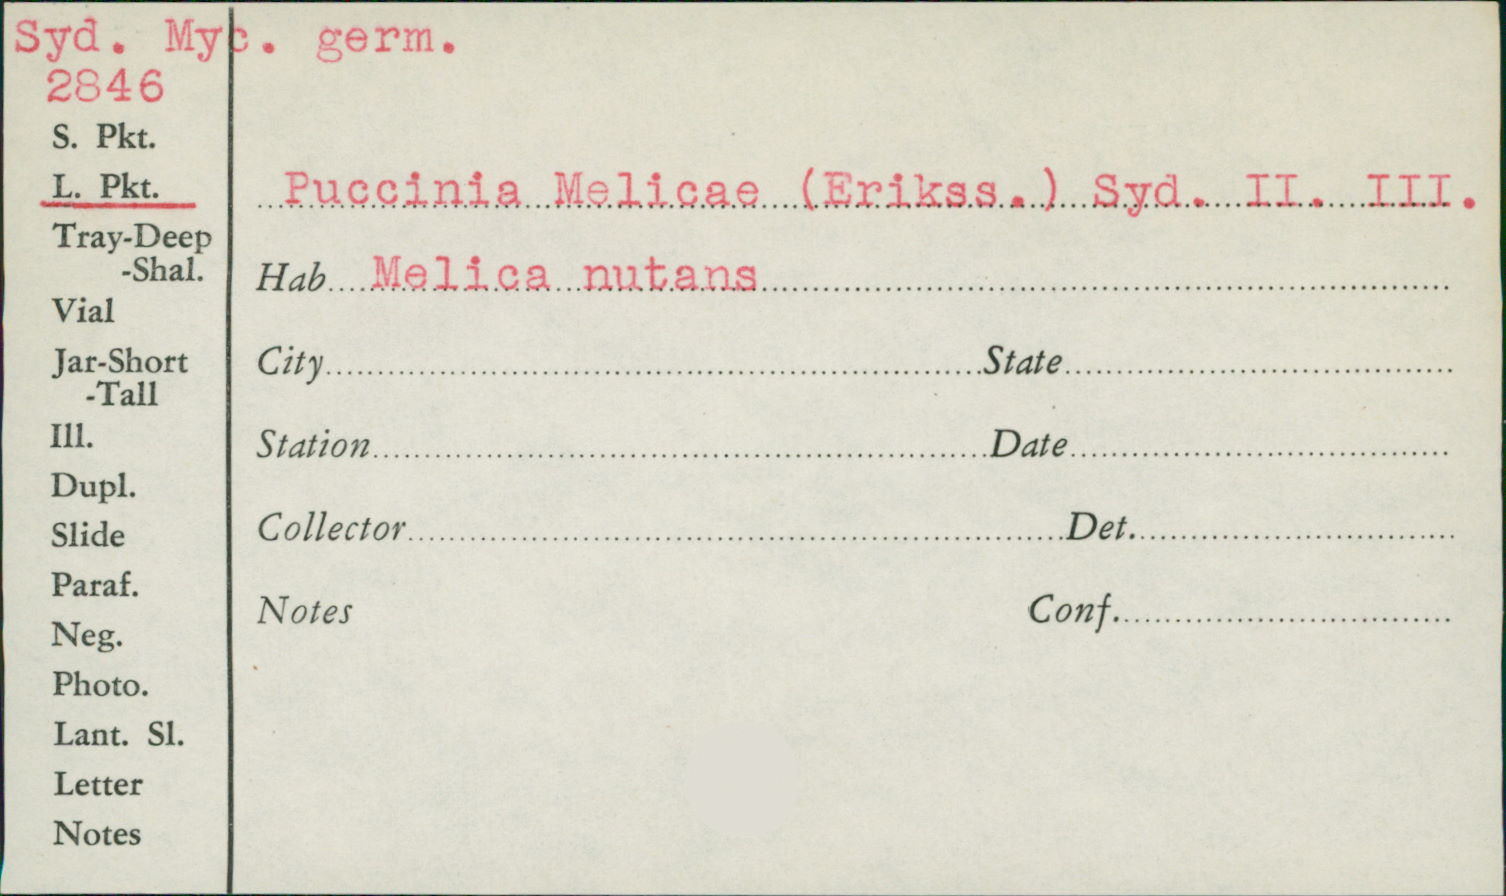 Syd. Myc. germ.
2846
S. Pkt.
L. Pkt.
Tray-Deep
-Shal.
Vial
Jar-Short
-Tall
Ill.
Dupl.
Slide
Paraf.
Neg.
Photo.
Lant. Sl.
Letter
Notes
Puccinia Melicae (Erikss.) Syd. II. III.
Hab Melica nutans
City State
Station Date
Collector Det.
Notes Conf.